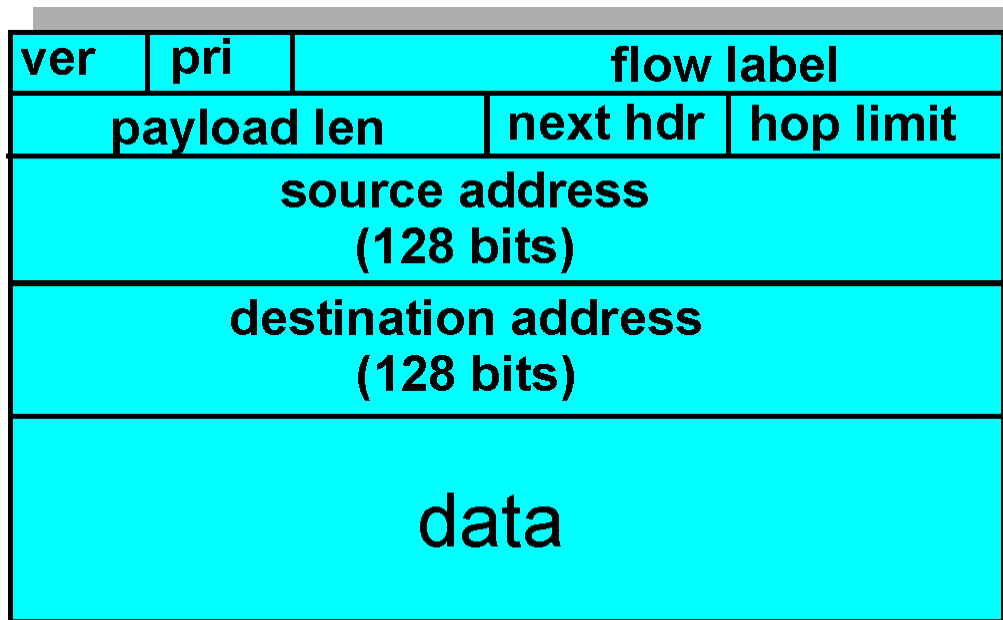 ver pri flow label
payload len next hdr hop limit
source address
(128 bits)
destination address
(128 bits)
data